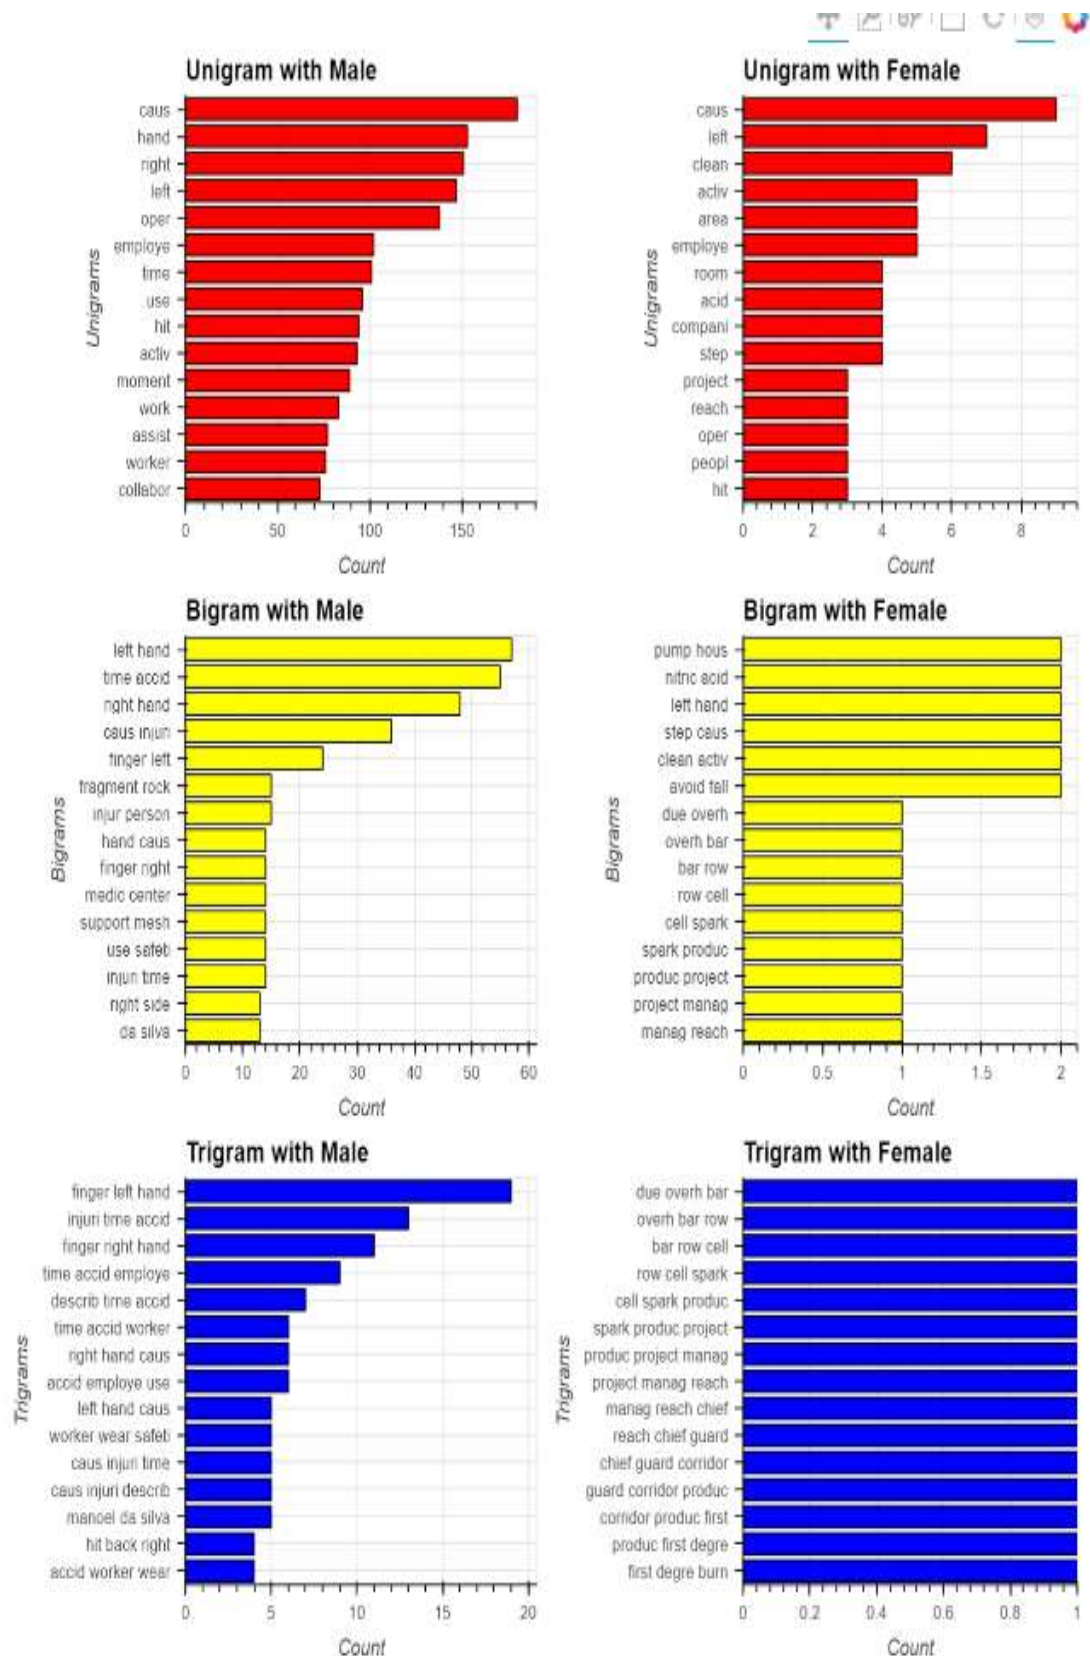 Unigram with Male
caus
hand
right
left
oper
employe
time
use
hit
activ
moment
work
assist
worker
collabor
Unigrams
0 50 100 150
Count
Unigram with Female
caus
left
clean
activ
area
employe
room
acid
compani
step
project
reach
oper
peopl
hit
Unigrams
0 2 4 6 8
Count
Bigram with Male
left hand
time accid
right hand
caus injuri
finger left
fragment rock
injur person
hand caus
finger right
medic center
support mesh
use safeti
injuri time
right side
da silva
Bigrams
0 10 20 30 40 50 60
Count
Bigram with Female
pump hous
nitric acid
left hand
step caus
clean activ
avoid fall
due overh
overh bar
bar row
row cell
cell spark
spark produc
produc project
project manag
manag reach
Bigrams
0 0.5 1 1.5 2
Count
Trigram with Male
finger left hand
injuri time accid
finger right hand
time accid employe
describ time accid
time accid worker
right hand caus
accid employe use
left hand caus
worker wear safeti
caus injuri time
caus injuri describ
manoel da silva
hit back right
accid worker wear
Trigrams
0 5 10 15 20
Count
Trigram with Female
due overh bar
overh bar row
bar row cell
row cell spark
cell spark produc
spark produc project
produc project manag
project manag reach
manag reach chief
reach chief guard
chief guard corridor
guard corridor produc
corridor produc first
produc first degre
first degre burn
Trigrams
0 0.2 0.4 0.6 0.8 1
Count